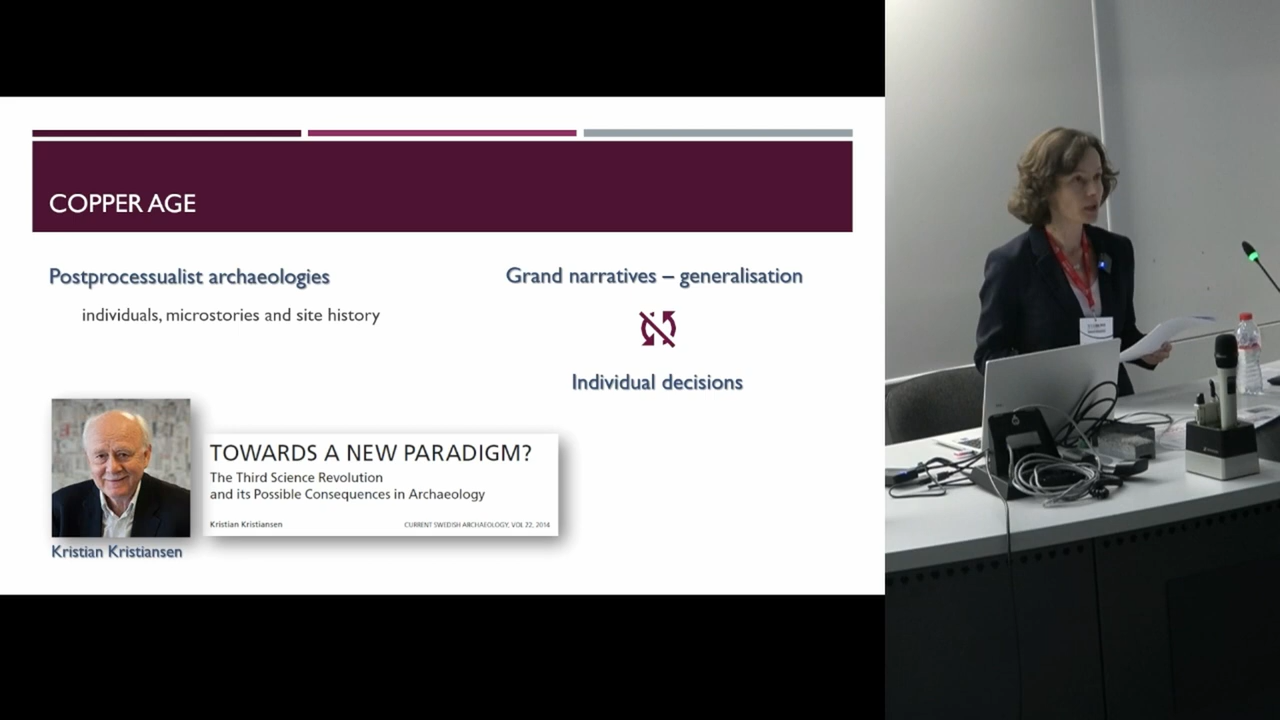 COPPER AGE
Postprocessualist archaeologies
individuals, microstories and site history
Grand narratives – generalisation
Individual decisions
TOWARDS A NEW PARADIGM?
The Third Science Revolution
and its Possible Consequences in Archaeology
Kristian Kristiansen
CURRENT SWEDISH ARCHAEOLOGY, VOL 22, 2014
Kristian Kristiansen